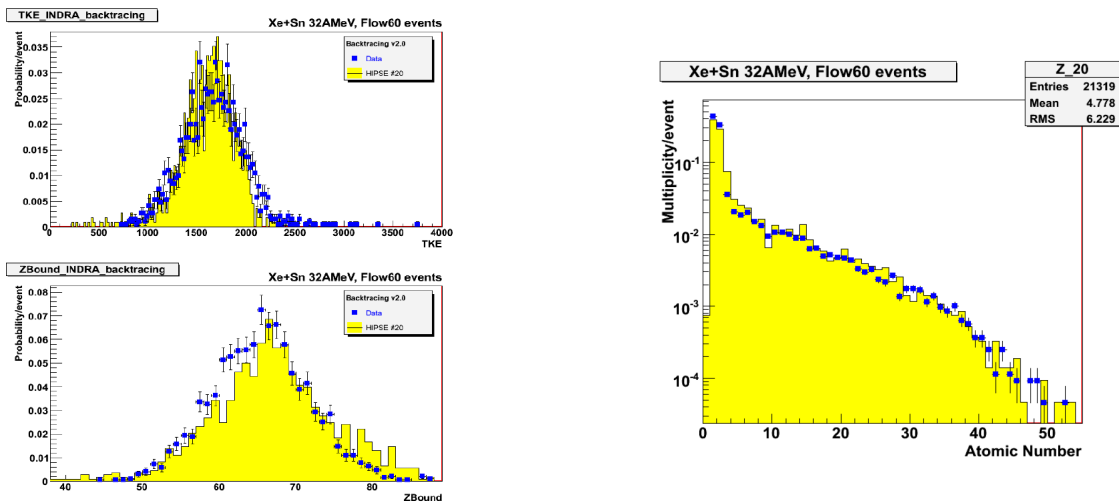 TKE_INDRA_backtracing
Xe+Sn 32AMeV, Flow60 events
Probability/event
Backtracing v2.0
Data
HIPSE #20
0.035
0.03
0.025
0.02
0.015
0.01
0.005
0
0 500 1000 1500 2000 2500 3000 3500 4000
TKE
ZBound_INDRA_backtracing
Xe+Sn 32AMeV, Flow60 events
Probability/event
Backtracing v2.0
Data
HIPSE #20
0.08
0.07
0.06
0.05
0.04
0.03
0.02
0.01
0
40 50 60 70 80
ZBound
Xe+Sn 32AMeV, Flow60 events
Z_20
Entries 21319
Mean 4.778
RMS 6.229
Multiplicity/event
10-1
10-2
10-3
10-4
0 10 20 30 40 50
Atomic Number